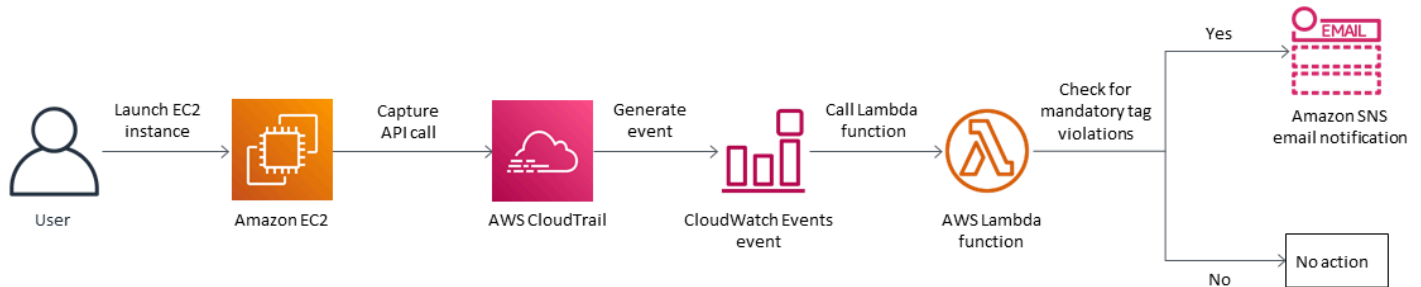 Launch EC2
instance
User
Amazon EC2
Capture
API call
AWS CloudTrail
Generate
event
CloudWatch Events
event
Call Lambda
function
AWS Lambda
function
Check for
mandatory tag
violations
Yes
EMAIL
Amazon SNS
email notification
No
No action